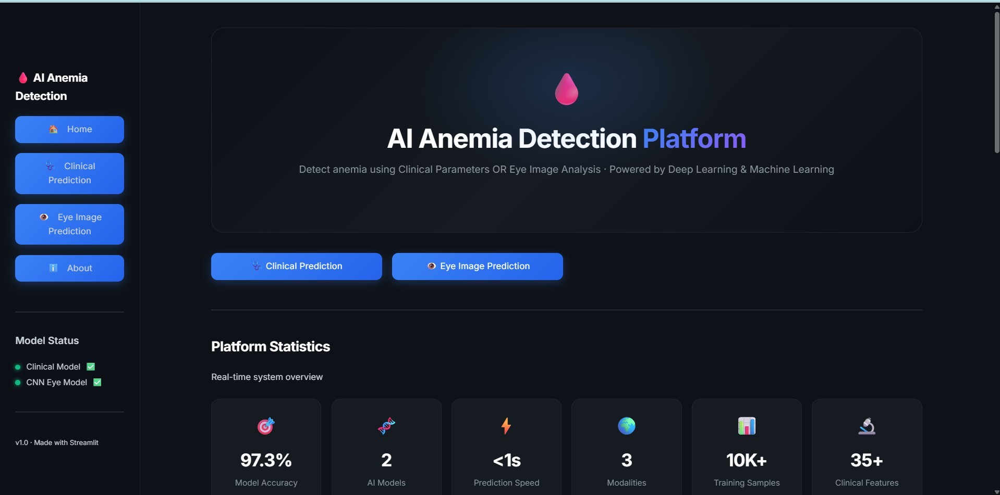 AI Anemia
Detection
Home
Clinical
Prediction
Eye Image
Prediction
About
Model Status
Clinical Model
CNN Eye Model
v1.0 · Made with Streamlit
AI Anemia Detection Platform
Detect anemia using Clinical Parameters OR Eye Image Analysis · Powered by Deep Learning & Machine Learning
Clinical Prediction
Eye Image Prediction
Platform Statistics
Real-time system overview
97.3%
Model Accuracy
2
AI Models
<1s
Prediction Speed
3
Modalities
10K+
Training Samples
35+
Clinical Features